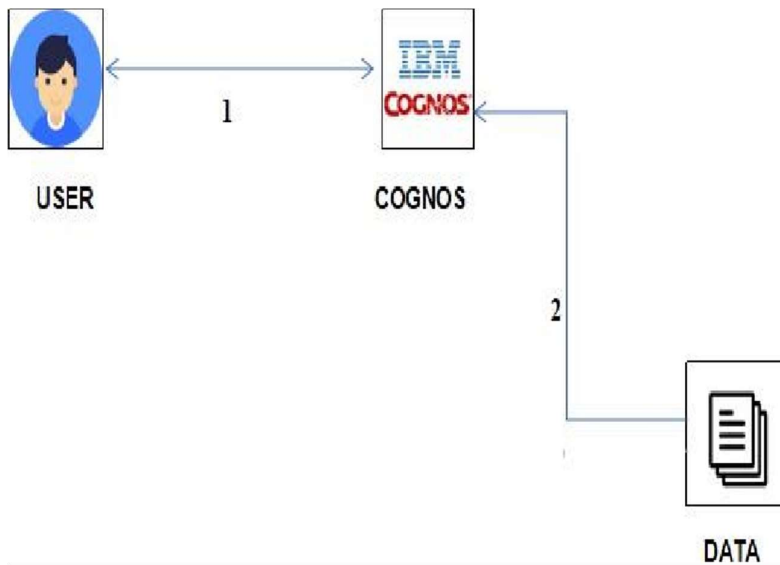 IBM
COGNOS
1
USER
COGNOS
2
DATA